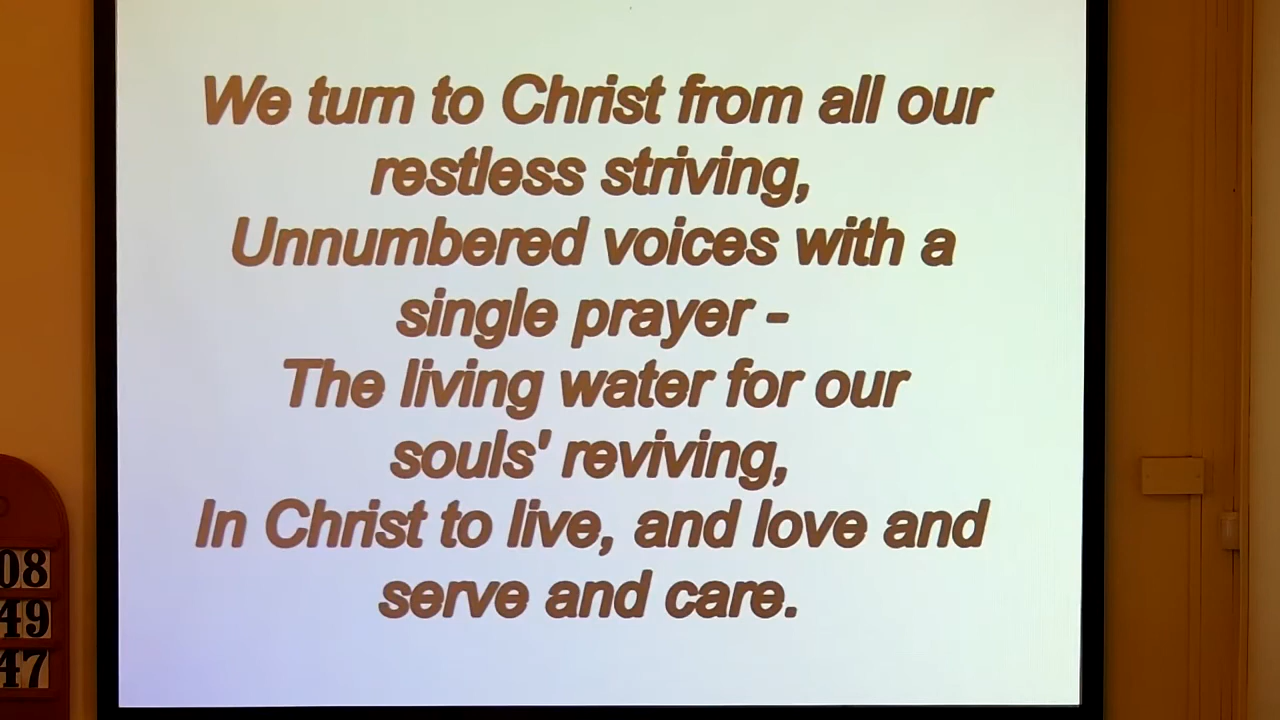 We turn to Christ from all our
restless striving,
Unnumbered voices with a
single prayer -
The living water for our
souls' reviving,
In Christ to live, and love and
serve and care.
08
49
47